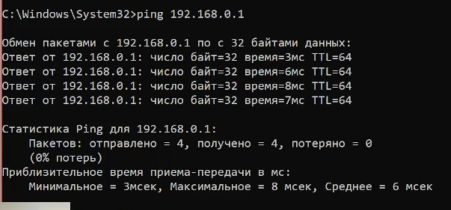 C:\Windows\System32>ping 192.168.0.1
Обмен пакетами с 192.168.0.1 по с 32 байтами данных:
Ответ от 192.168.0.1: число байт=32 время=3мс TTL=64
Ответ от 192.168.0.1: число байт=32 время=6мс TTL=64
Ответ от 192.168.0.1: число байт=32 время=8мс TTL=64
Ответ от 192.168.0.1: число байт=32 время=7мс TTL=64
Статистика Ping для 192.168.0.1:
Пакетов: отправлено = 4, получено = 4, потеряно = 0
(0% потерь)
Приблизительное время приема-передачи в мс:
Минимальное = 3мсек, Максимальное = 8 мсек, Среднее = 6 мсек